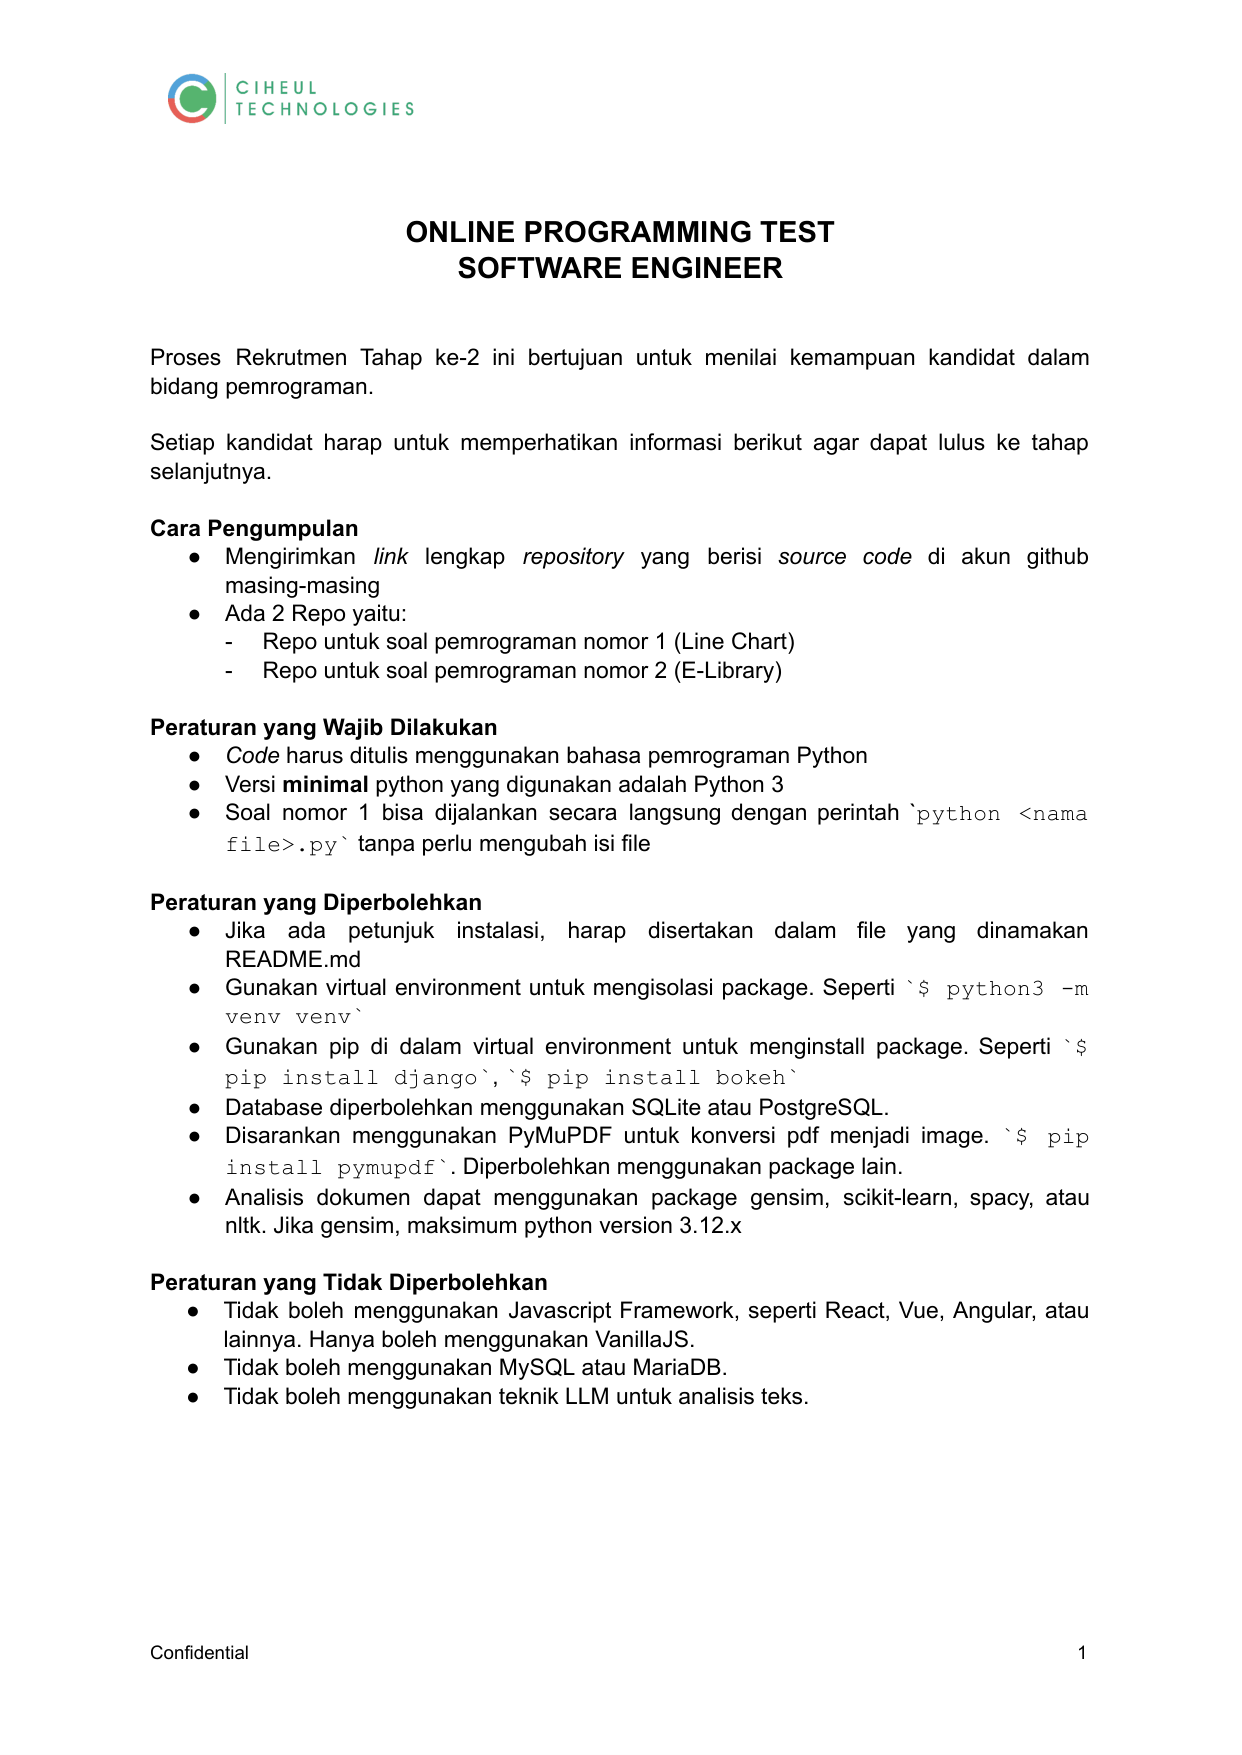 CIHEUL
TECHNOLOGIES
ONLINE PROGRAMMING TEST
SOFTWARE ENGINEER
Proses Rekrutmen Tahap ke-2 ini bertujuan untuk menilai kemampuan kandidat dalam
bidang pemrograman.
Setiap kandidat harap untuk memperhatikan informasi berikut agar dapat lulus ke tahap
selanjutnya.
Cara Pengumpulan
● Mengirimkan link lengkap repository yang berisi source code di akun github
masing-masing
● Ada 2 Repo yaitu:
- Repo untuk soal pemrograman nomor 1 (Line Chart)
- Repo untuk soal pemrograman nomor 2 (E-Library)
Peraturan yang Wajib Dilakukan
● Code harus ditulis menggunakan bahasa pemrograman Python
● Versi minimal python yang digunakan adalah Python 3
● Soal nomor 1 bisa dijalankan secara langsung dengan perintah `python <nama
file>.py` tanpa perlu mengubah isi file
Peraturan yang Diperbolehkan
● Jika ada petunjuk instalasi, harap disertakan dalam file yang dinamakan
README.md
● Gunakan virtual environment untuk mengisolasi package. Seperti `$ python3 -m
venv venv`
● Gunakan pip di dalam virtual environment untuk menginstall package. Seperti `$
pip install django`, `$ pip install bokeh`
● Database diperbolehkan menggunakan SQLite atau PostgreSQL.
● Disarankan menggunakan PyMuPDF untuk konversi pdf menjadi image. `$ pip
install pymupdf`. Diperbolehkan menggunakan package lain.
● Analisis dokumen dapat menggunakan package gensim, scikit-learn, spacy, atau
nltk. Jika gensim, maksimum python version 3.12.x
Peraturan yang Tidak Diperbolehkan
● Tidak boleh menggunakan Javascript Framework, seperti React, Vue, Angular, atau
lainnya. Hanya boleh menggunakan VanillaJS.
● Tidak boleh menggunakan MySQL atau MariaDB.
● Tidak boleh menggunakan teknik LLM untuk analisis teks.
Confidential 1